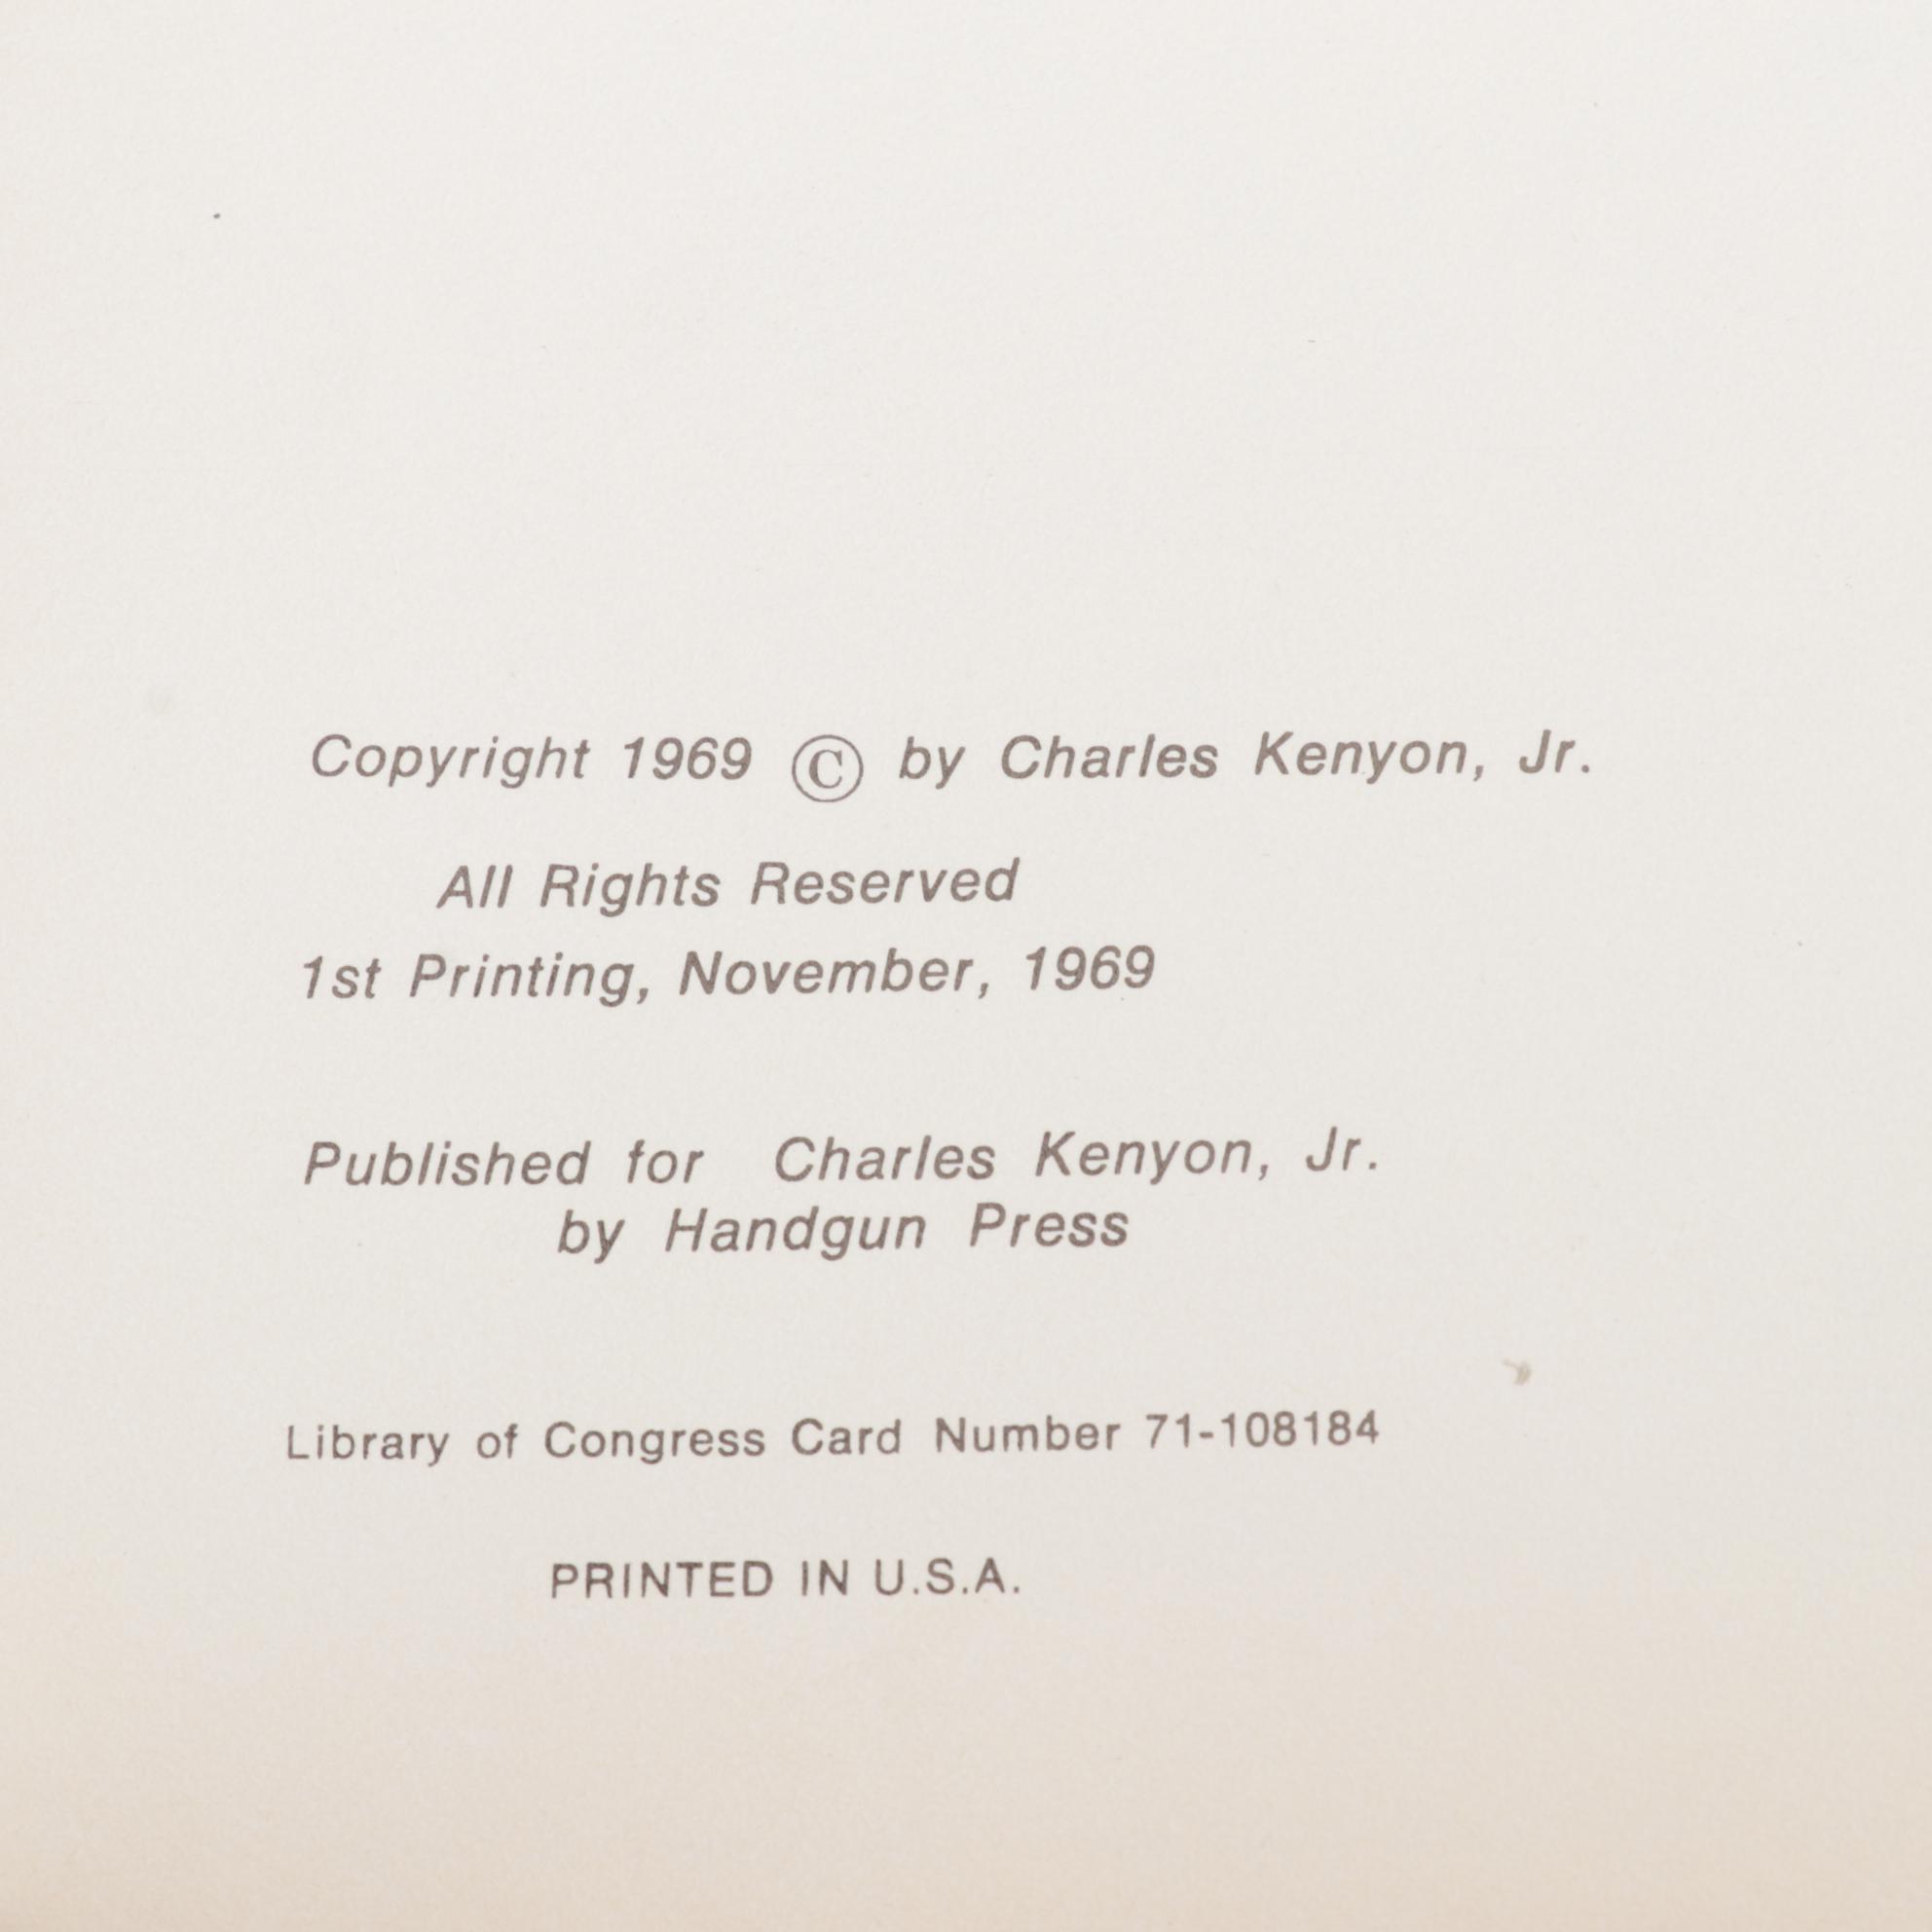 Copyright 1969 © by Charles Kenyon, Jr.
All Rights Reserved
1st Printing, November, 1969
Published for Charles Kenyon, Jr.
by Handgun Press
Library of Congress Card Number 71-108184
PRINTED IN U.S.A.